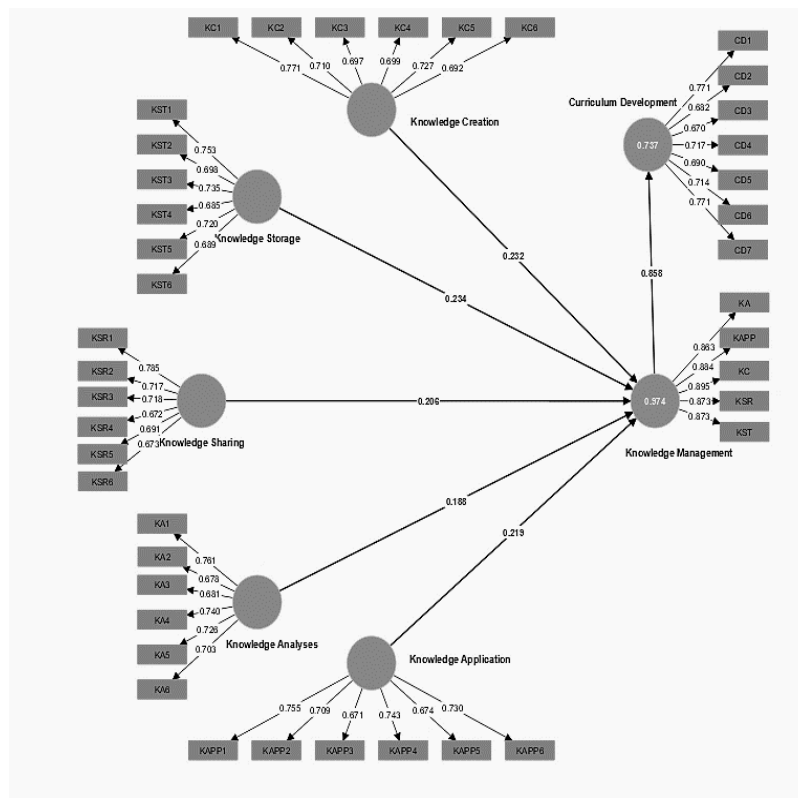 KC1 KC2 KC3 KC4 KC5 KC6
0.771 0.710 0.697 0.699 0.727 0.692
Knowledge Creation
CD1
CD2
CD3
CD4
CD5
CD6
CD7
0.771
0.682
0.670
0.717
0.690
0.714
0.771
Curriculum Development
0.737
KST1
KST2
KST3
KST4
KST5
KST6
0.753
0.698
0.735
0.685
0.720
0.689
Knowledge Storage
0.232
0.234
0.858
KSR1
KSR2
KSR3
KSR4
KSR5
KSR6
0.785
0.717
0.718
0.672
0.691
0.673
Knowledge Sharing
0.206
0.974
KA
KAPP
KC
KSR
KST
0.863
0.884
0.895
0.873
0.873
Knowledge Management
0.188
0.219
KA1
KA2
KA3
KA4
KA5
KA6
0.761
0.678
0.681
0.740
0.726
0.703
Knowledge Analyses
Knowledge Application
0.755 0.709 0.671 0.743 0.674 0.730
KAPP1 KAPP2 KAPP3 KAPP4 KAPP5 KAPP6